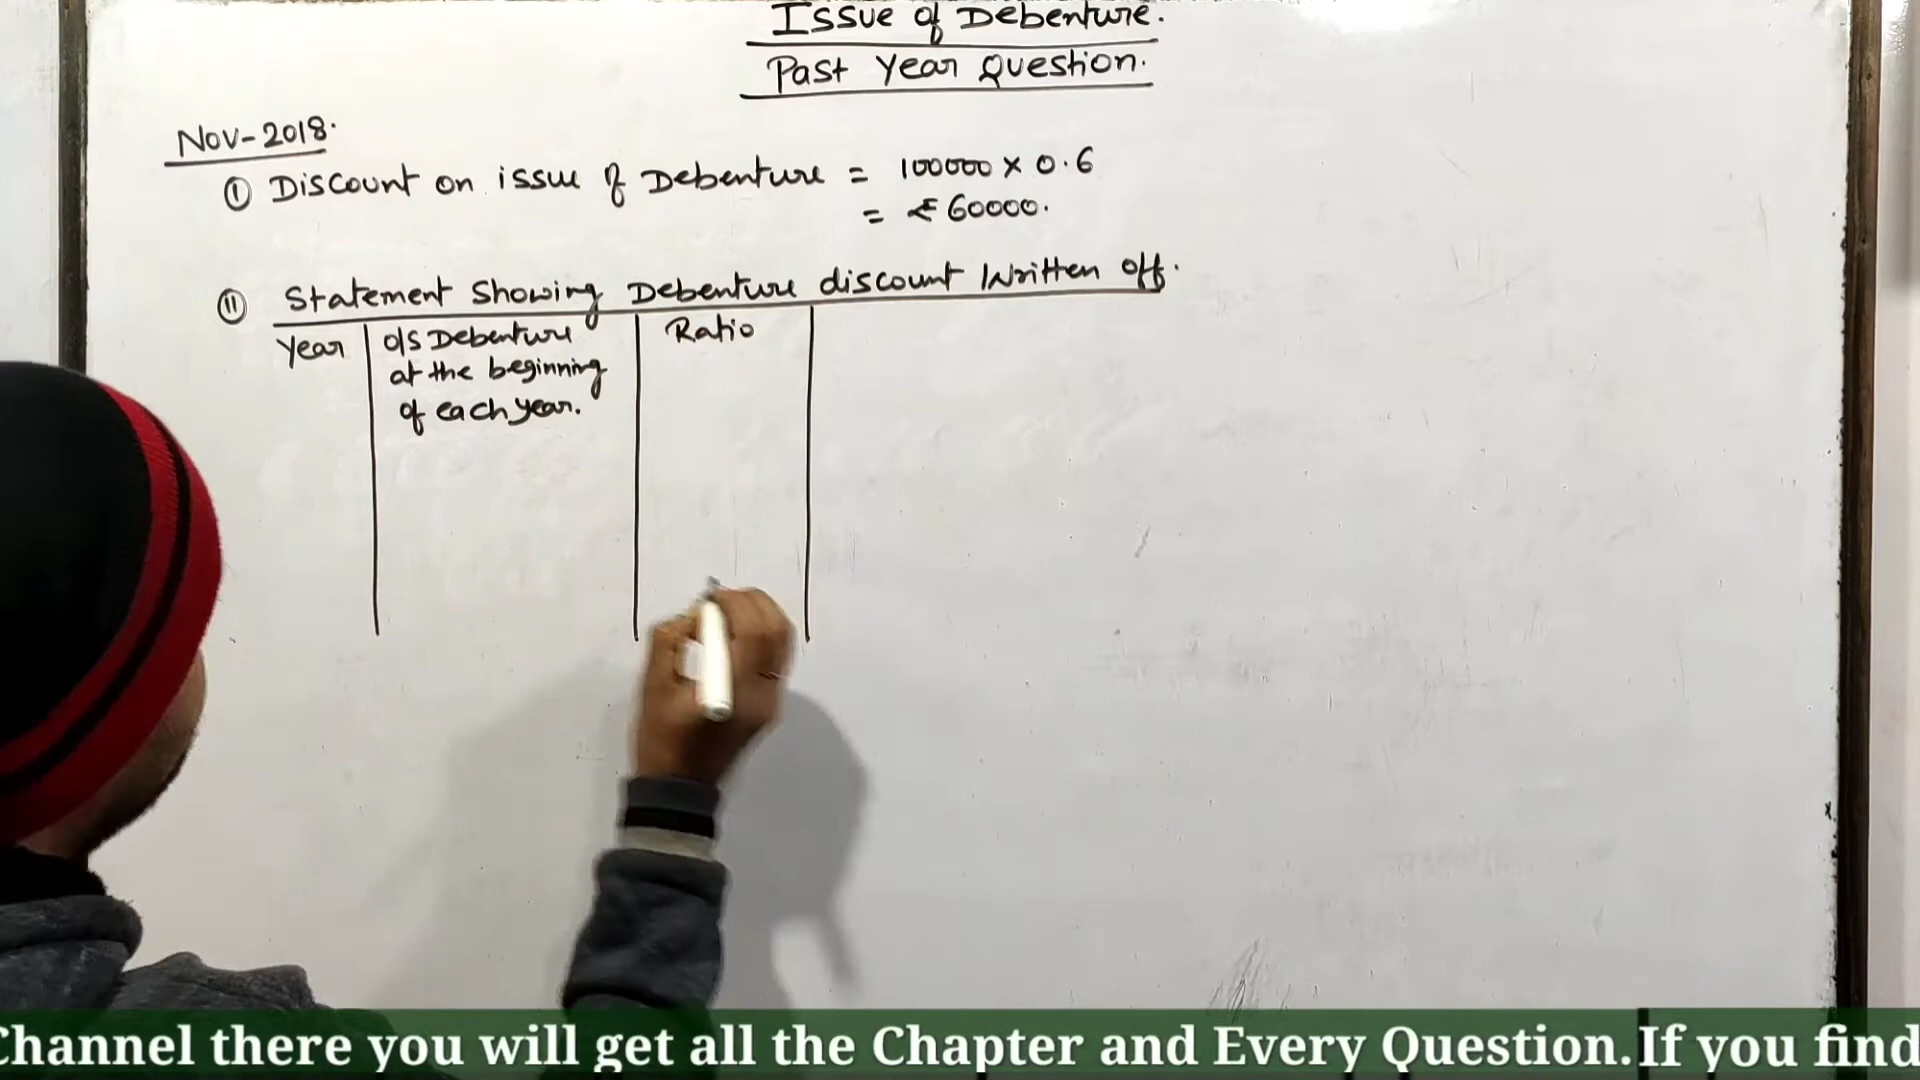 Issue of Debenture.
Past Year Question.
Nov-2018.
① Discount on issue of Debenture = 100000 × 0.6
= ₹ 60000.
⑪ Statement Showing Debenture discount Written off.
Year
o/s Debenture
at the beginning
of each year.
Ratio
Channel there you will get all the Chapter and Every Question. If you find